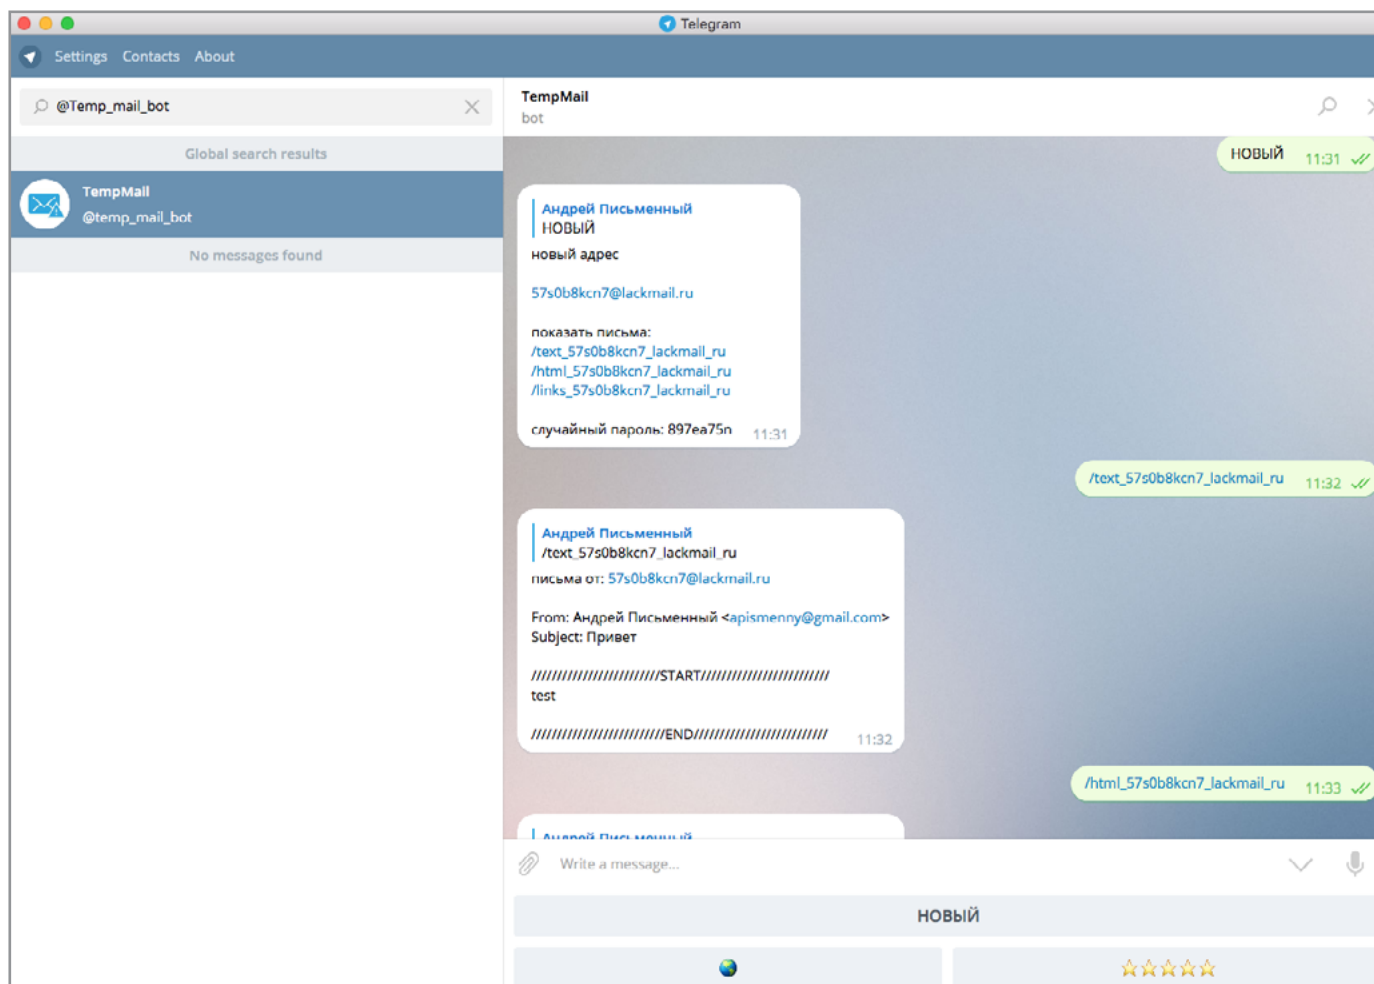 Telegram
Settings Contacts About
@Temp_mail_bot
Global search results
TempMail
@temp_mail_bot
No messages found
TempMail
bot
НОВЫЙ 11:31
Андрей Письменный
НОВЫЙ
новый адрес
57s0b8kcn7@lackmail.ru
показать письма:
/text_57s0b8kcn7_lackmail_ru
/html_57s0b8kcn7_lackmail_ru
/links_57s0b8kcn7_lackmail_ru
случайный пароль: 897ea75n 11:31
/text_57s0b8kcn7_lackmail_ru 11:32
Андрей Письменный
/text_57s0b8kcn7_lackmail_ru
письма от: 57s0b8kcn7@lackmail.ru
From: Андрей Письменный <apismenny@gmail.com>
Subject: Привет
//////////////////////////START//////////////////////////
test
///////////////////////////END///////////////////////////
11:32
/html_57s0b8kcn7_lackmail_ru 11:33
Андрей Письменный
Write a message...
НОВЫЙ